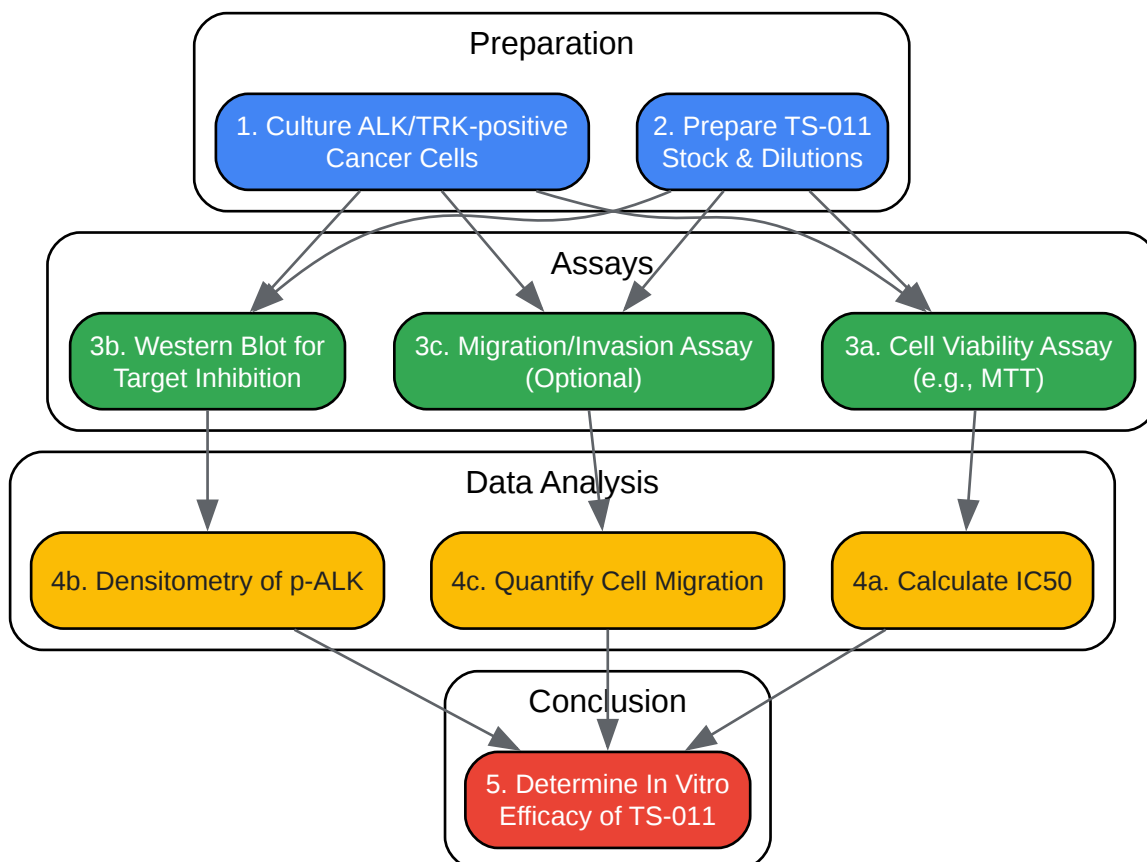 Preparation
1. Culture ALK/TRK-positive
Cancer Cells
2. Prepare TS-011
Stock & Dilutions
Assays
3b. Western Blot for
Target Inhibition
3c. Migration/Invasion Assay
(Optional)
3a. Cell Viability Assay
(e.g., MTT)
Data Analysis
4b. Densitometry of p-ALK
4c. Quantify Cell Migration
4a. Calculate IC50
Conclusion
5. Determine In Vitro
Efficacy of TS-011